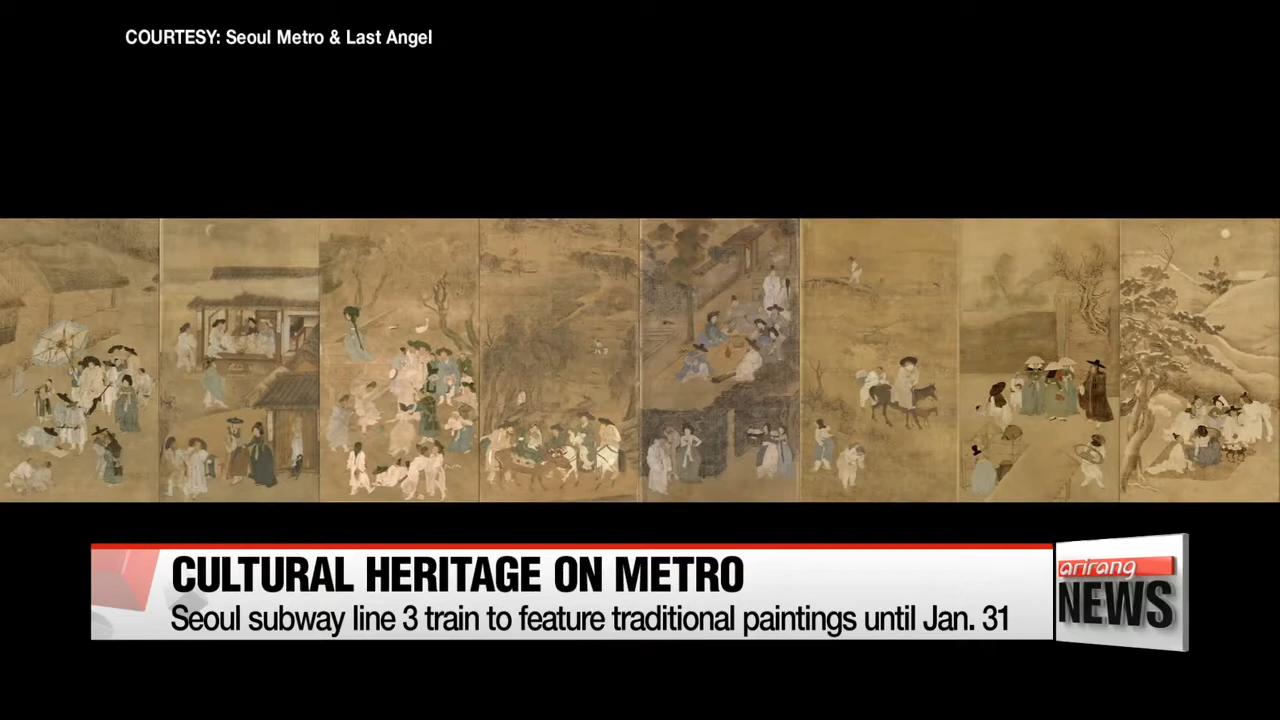 COURTESY: Seoul Metro & Last Angel
CULTURAL HERITAGE ON METRO
Seoul subway line 3 train to feature traditional paintings until Jan. 31
arirang
NEWS